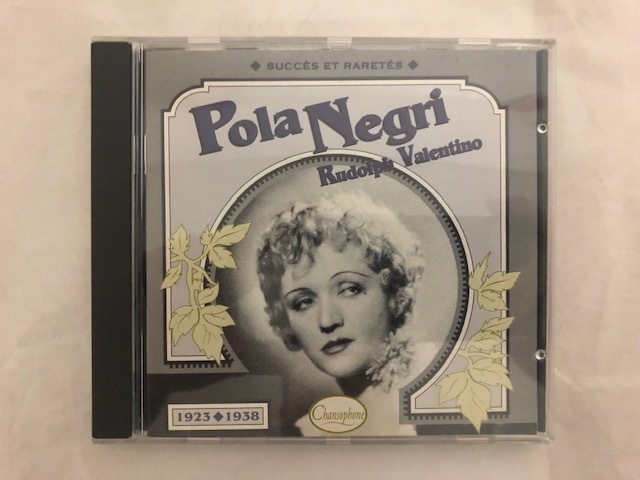 ◆ SUCCÈS ET RARETÉS ◆
Pola Negri
Rudolph Valentino
1923 ◆ 1938
Chansophone